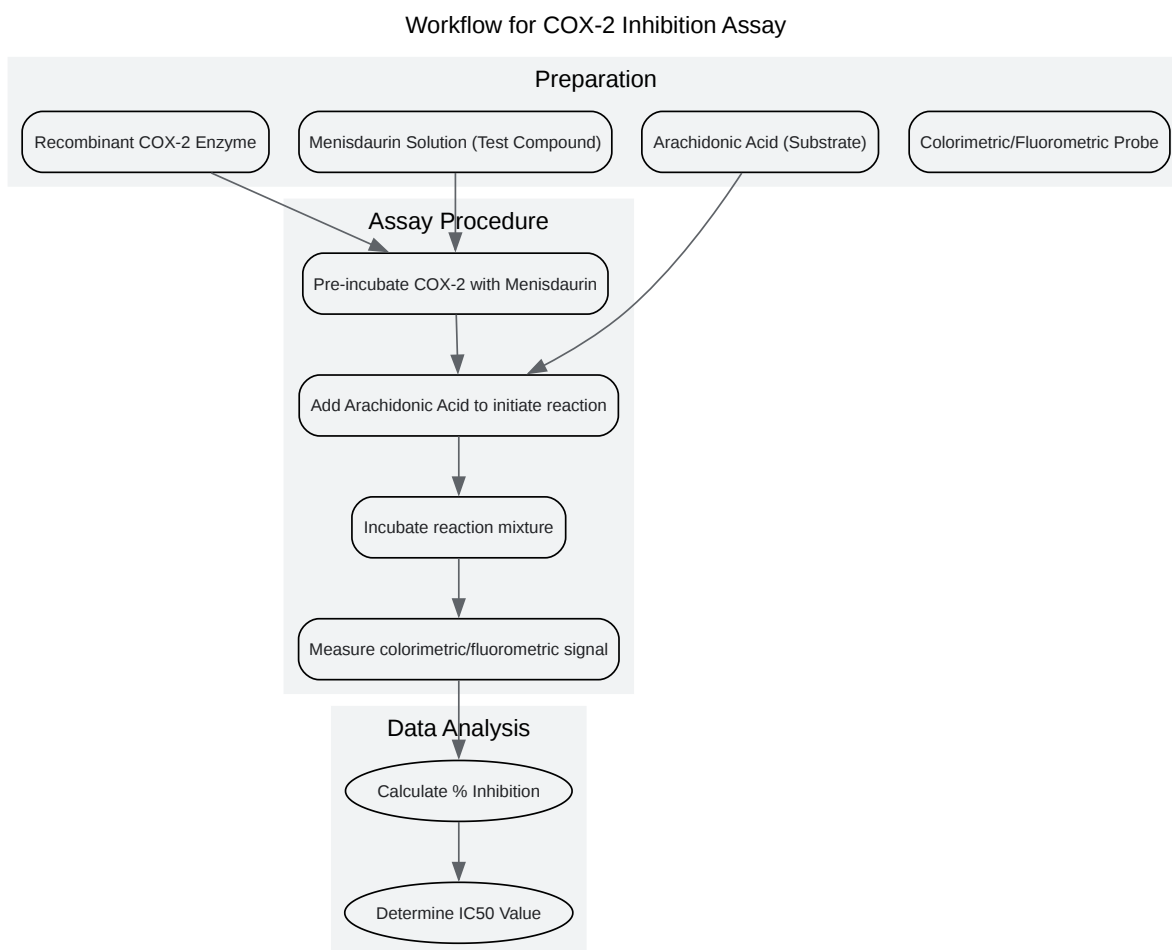 Workflow for COX-2 Inhibition Assay
Preparation
Recombinant COX-2 Enzyme
Menisdaurin Solution (Test Compound)
Arachidonic Acid (Substrate)
Colorimetric/Fluorometric Probe
Assay Procedure
Pre-incubate COX-2 with Menisdaurin
Add Arachidonic Acid to initiate reaction
Incubate reaction mixture
Measure colorimetric/fluorometric signal
Data Analysis
Calculate % Inhibition
Determine IC50 Value